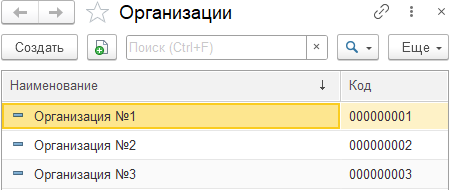 Организации
Создать Поиск (Ctrl+F) × Еще
Наименование ↓ Код
Организация №1 000000001
Организация №2 000000002
Организация №3 000000003